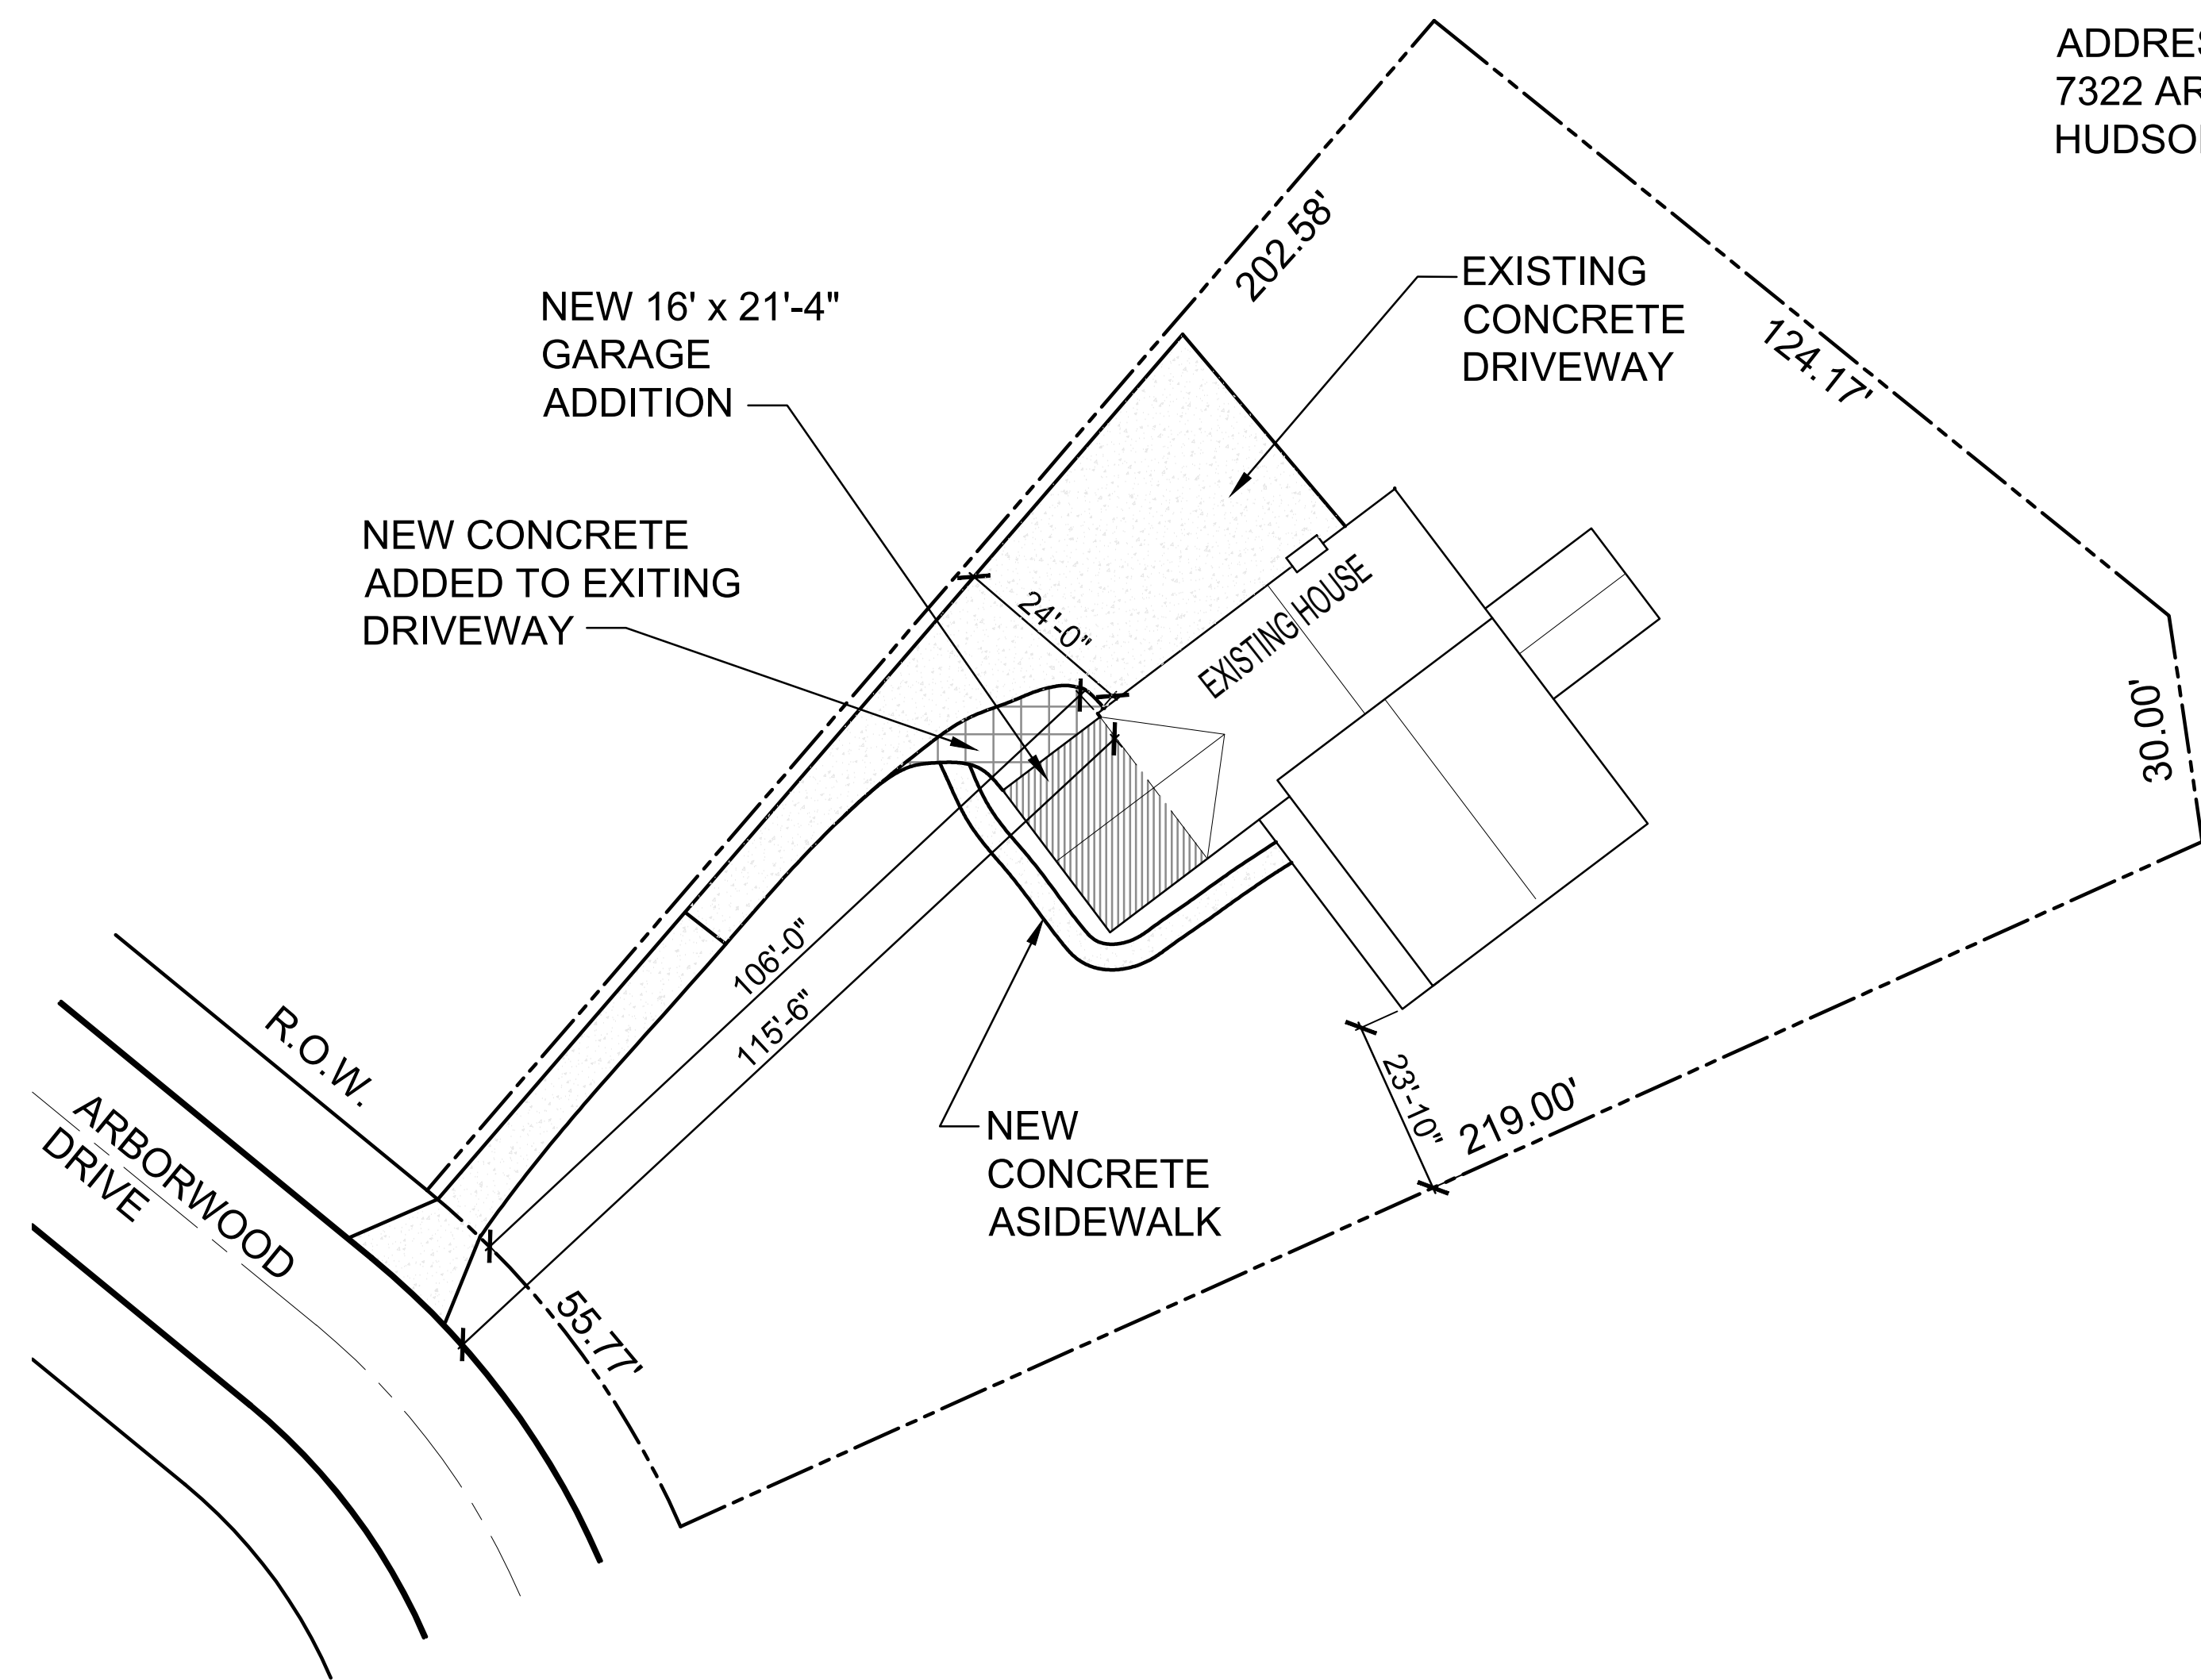 ADDRES
7322 AR
HUDSO
202.58'
EXISTING
CONCRETE
DRIVEWAY
124.17'
NEW 16' x 21'-4"
GARAGE
ADDITION
NEW CONCRETE
ADDED TO EXITING
DRIVEWAY
24'-0"
EXISTING HOUSE
30.00'
106'-0"
115'-6"
R.O.W.
ARBORWOOD
DRIVE
23'-10"
219.00'
NEW
CONCRETE
ASIDEWALK
55.77'